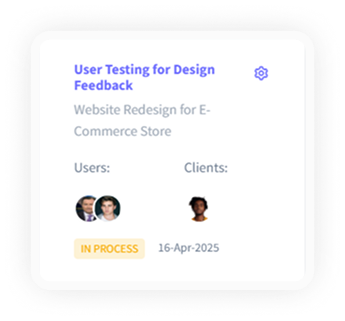 User Testing for Design
Feedback
Website Redesign for E-
Commerce Store
Users:
Clients:
IN PROCESS
16-Apr-2025